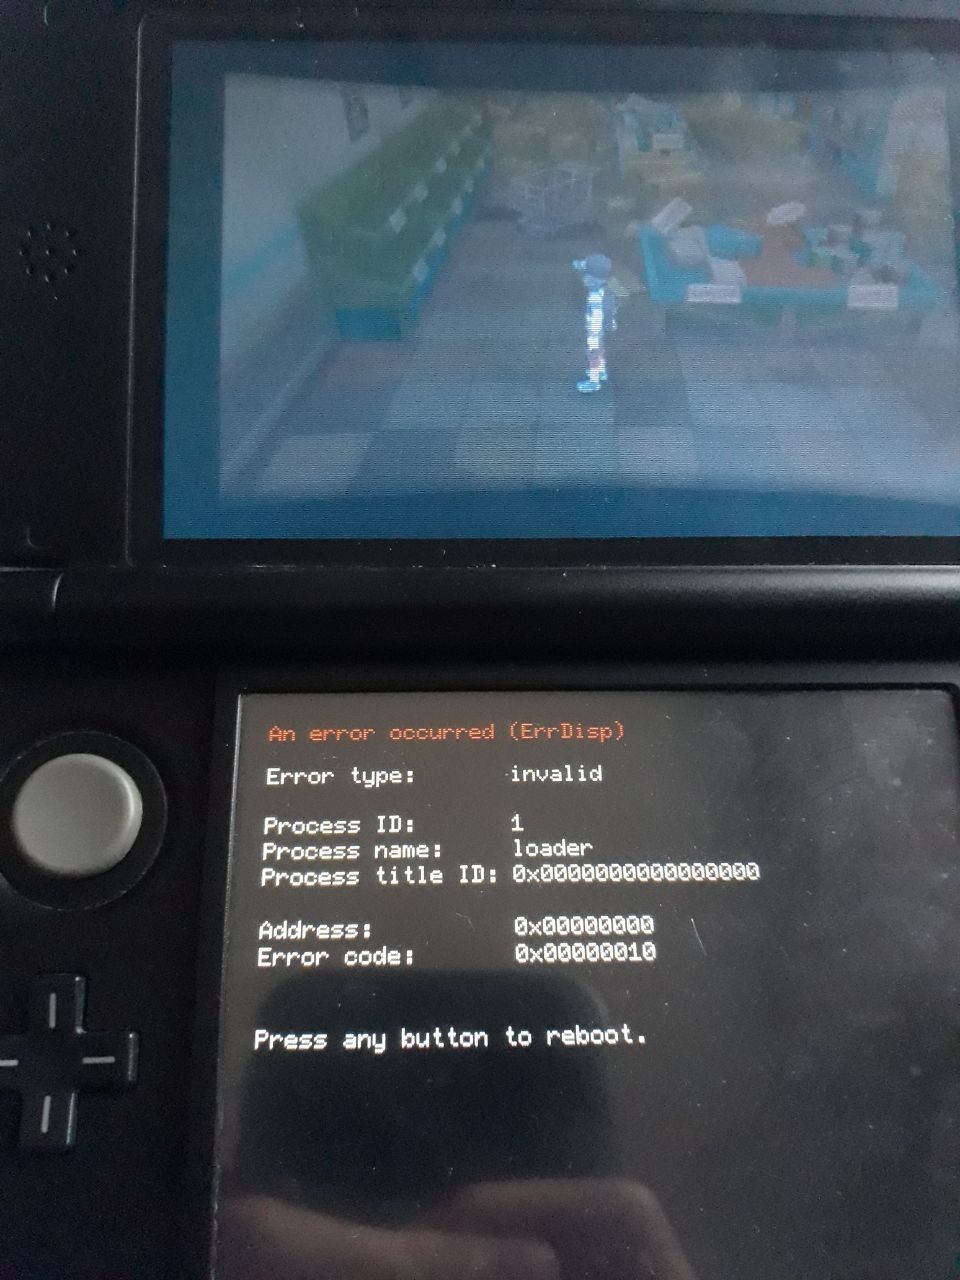 An error occurred (ErrDisp)
Error type: invalid
Process ID: 1
Process name: loader
Process title ID: 0x0000000000000000
Address: 0x00000000
Error code: 0x00000010
Press any button to reboot.